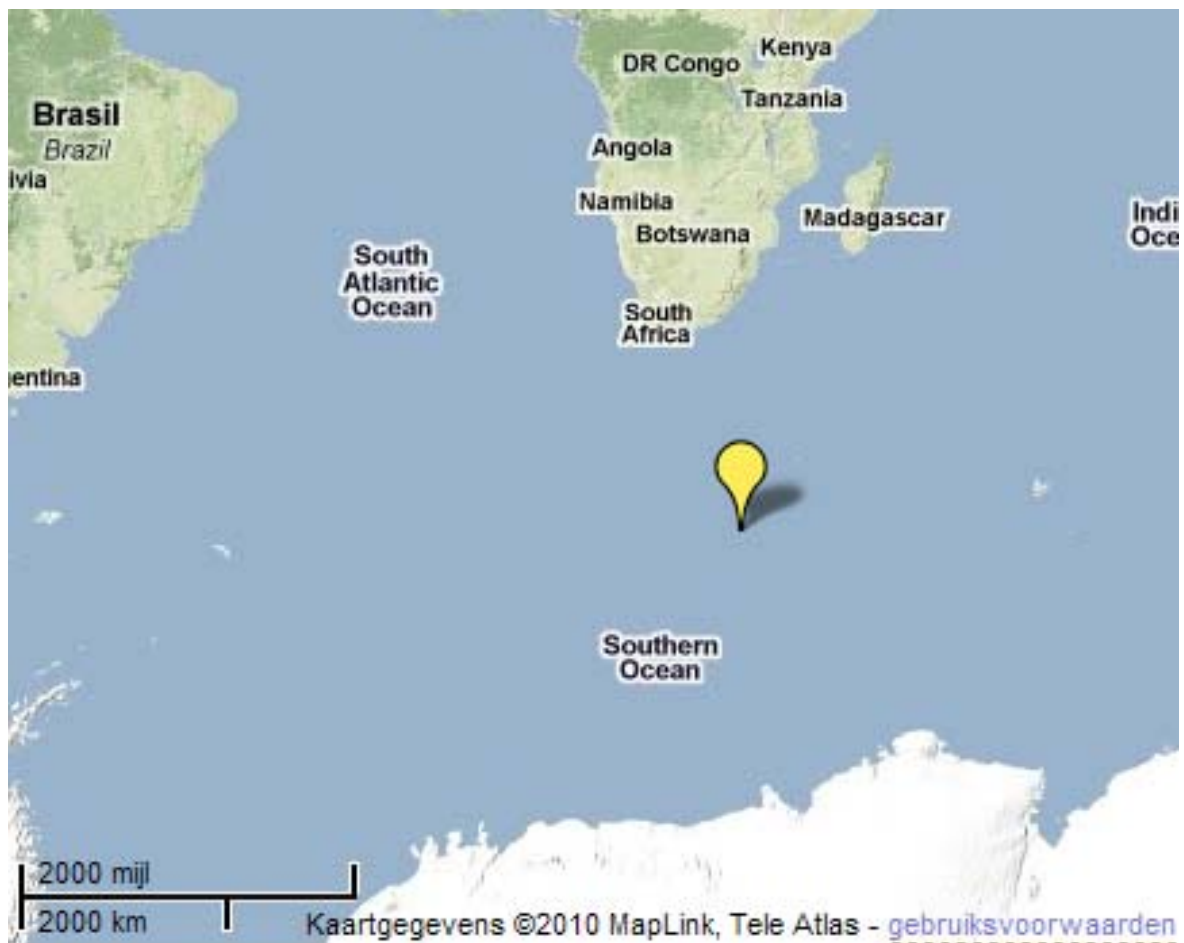 Kenya
DR Congo
Tanzania
Brasil
Brazil
ivia
Angola
Namibia
Madagascar
Botswana
Indi
Oce
South
Atlantic
Ocean
South
Africa
entina
Southern
Ocean
2000 mijl
2000 km
Kaartgegevens ©2010 MapLink, Tele Atlas - gebruiksvoorwaarden